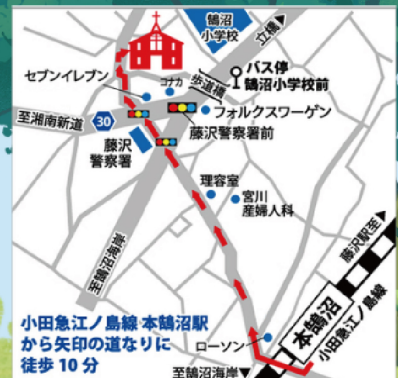 鵠沼
小学校
立橋▶
バス停
鵠沼小学校前
セブンイレブン
コナカ
歩道橋
フォルクスワーゲン
至湘南新道
30
藤沢警察署前
藤沢
警察署
理容室
宮川
産婦人科
至鵠沼海岸
藤沢駅至▶
本鵠沼
小田急江ノ島線
ローソン
至鵠沼海岸▼
小田急江ノ島線 本鵠沼駅
から矢印の道なりに
徒歩 10 分